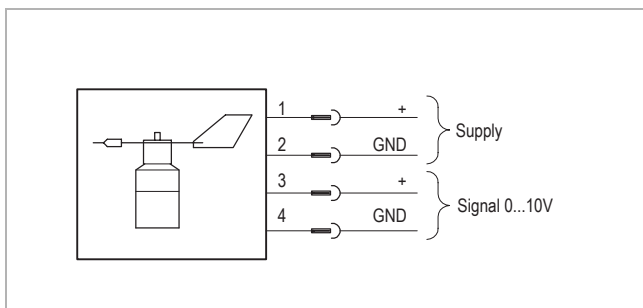 1 +
Supply
2 GND
3 +
Signal 0...10V
4 GND